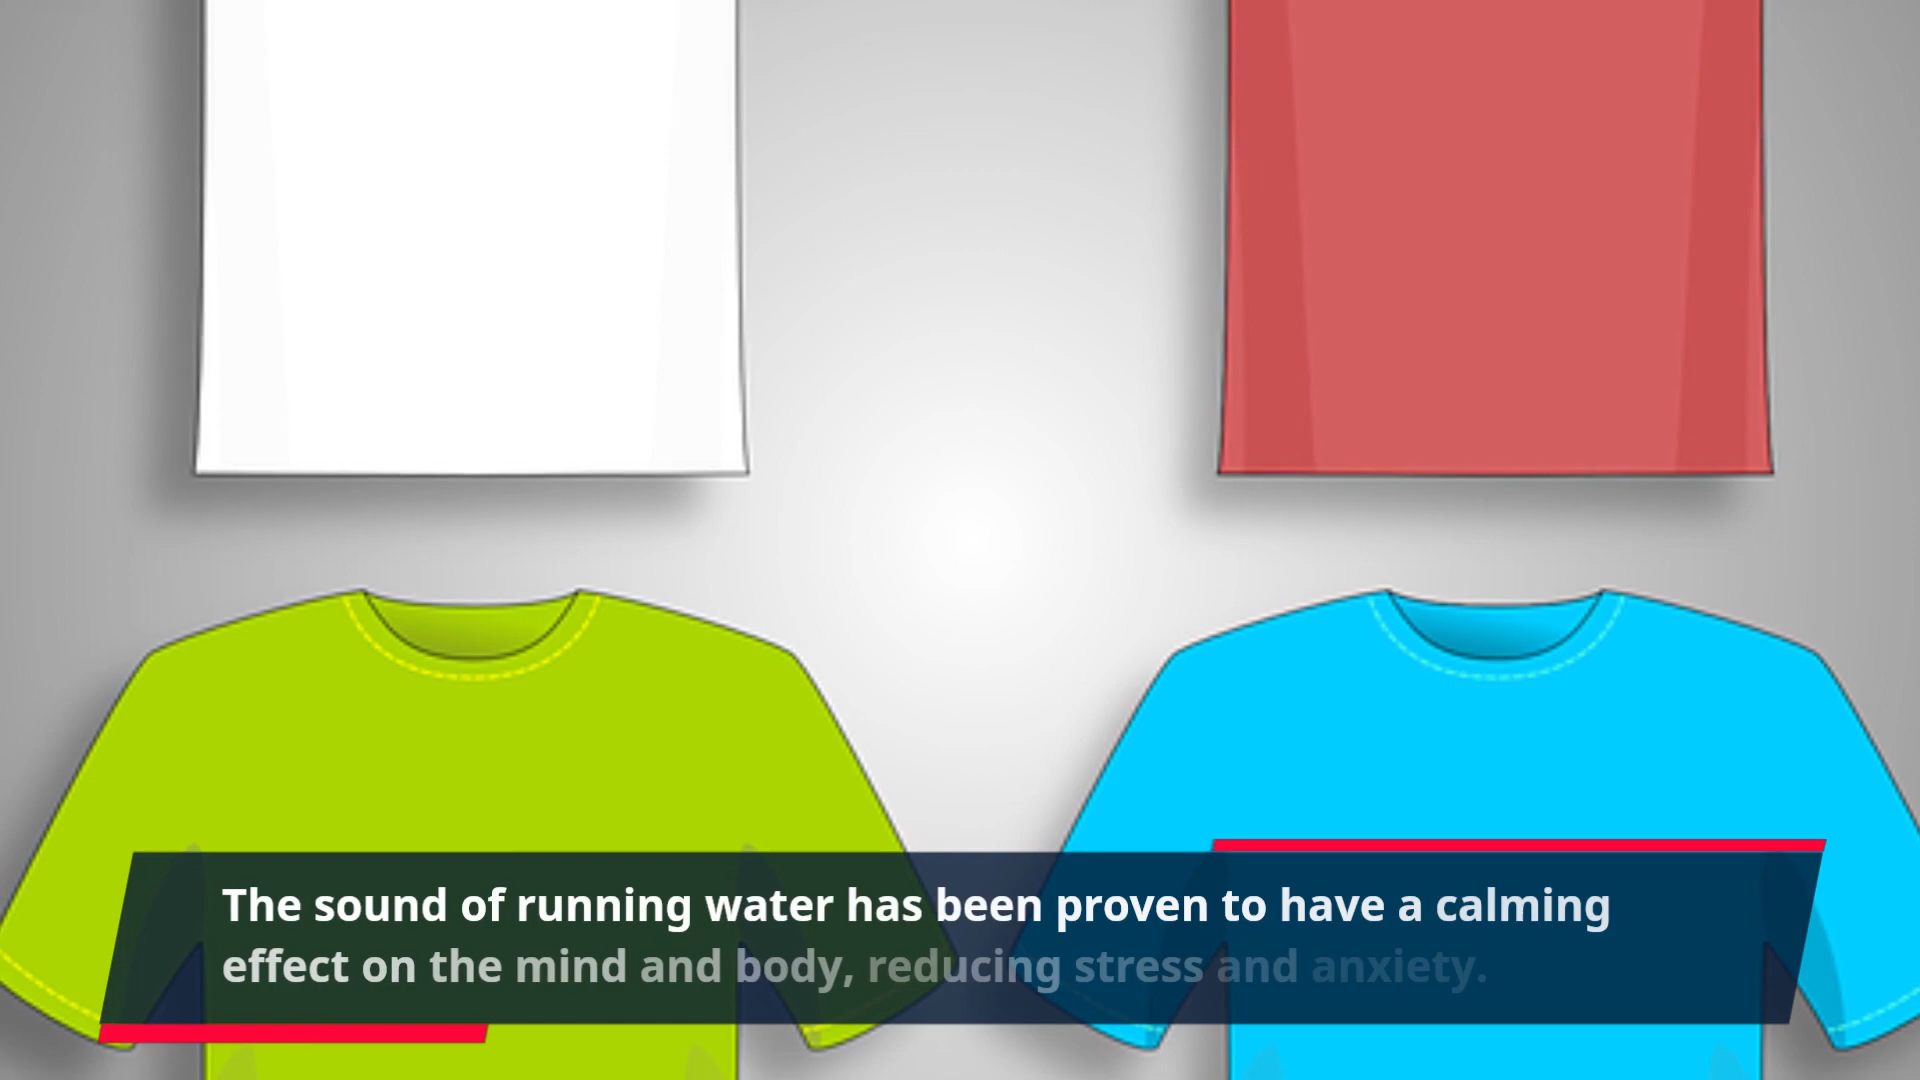 The sound of running water has been proven to have a calming
effect on the mind and body, reducing stress and anxiety.